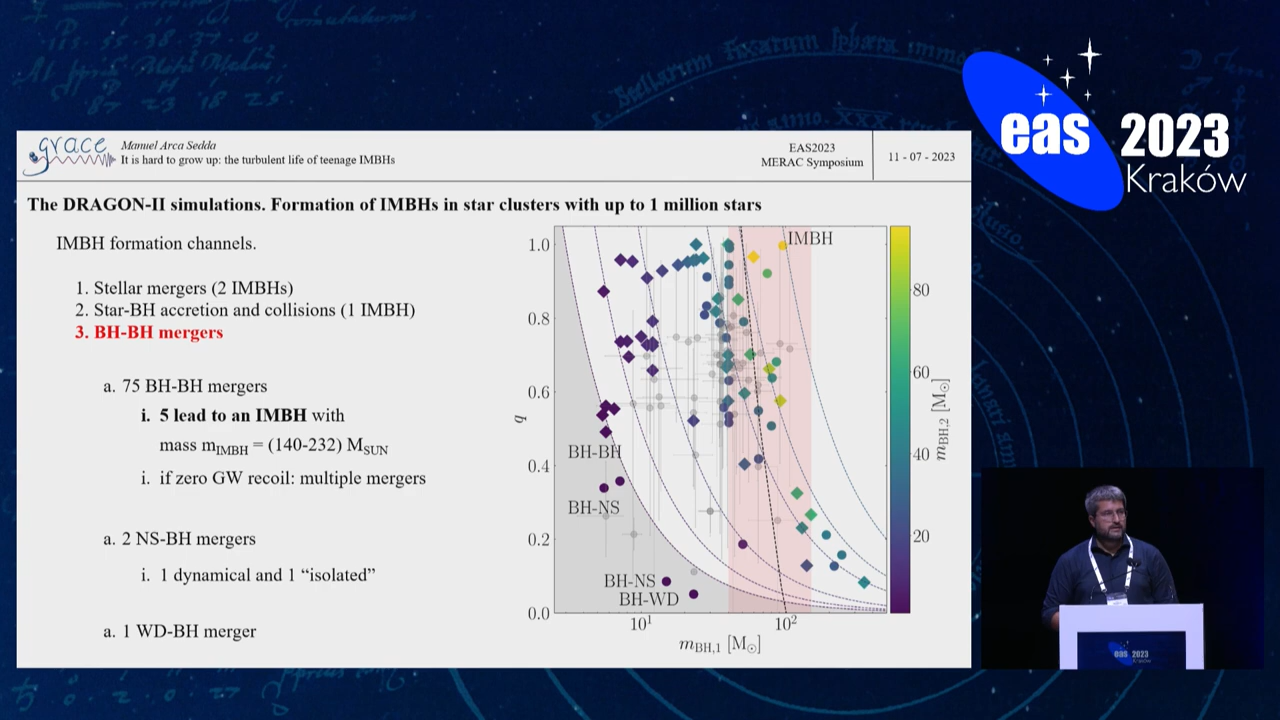 eas 2023
Kraków
grace
Manuel Arca Sedda
It is hard to grow up: the turbulent life of teenage IMBHs
EAS2023
MERAC Symposium
11 - 07 - 2023
The DRAGON-II simulations. Formation of IMBHs in star clusters with up to 1 million stars
IMBH formation channels.
1. Stellar mergers (2 IMBHs)
2. Star-BH accretion and collisions (1 IMBH)
3. BH-BH mergers
a. 75 BH-BH mergers
i. 5 lead to an IMBH with
mass mIMBH = (140-232) MSUN
i. if zero GW recoil: multiple mergers
a. 2 NS-BH mergers
i. 1 dynamical and 1 “isolated”
a. 1 WD-BH merger
IMBH
BH-BH
BH-NS
BH-NS
BH-WD
1.0
0.8
0.6
0.4
0.2
0.0
q
10¹
10²
mBH,1 [M⊙]
80
60
40
20
mBH,2 [M⊙]
eas 2023
Kraków